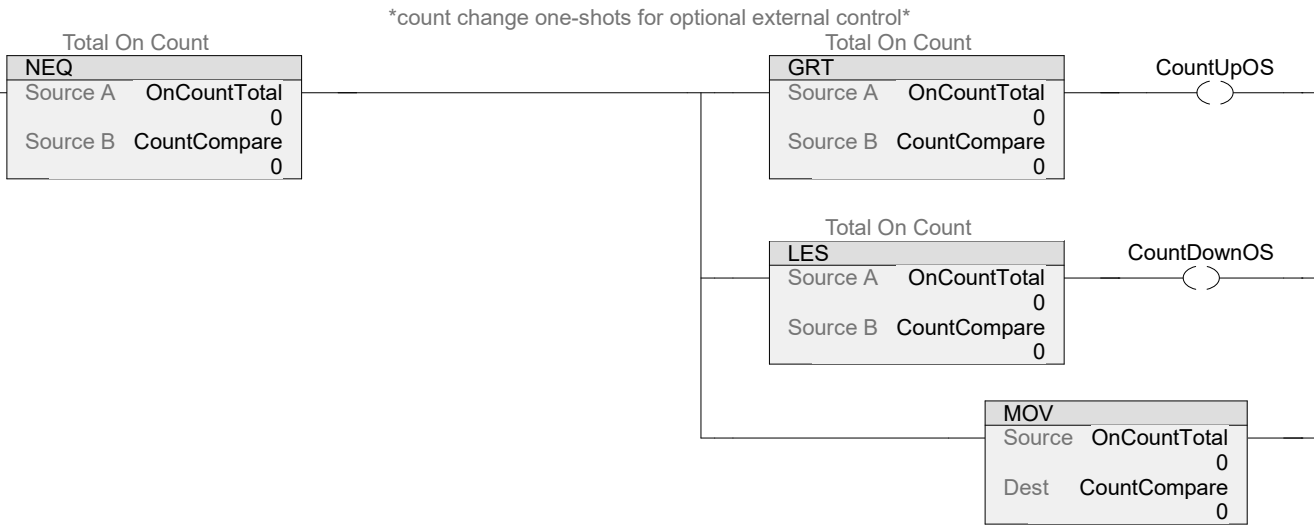 *count change one-shots for optional external control*
Total On Count
NEQ
Source A OnCountTotal
0
Source B CountCompare
0
Total On Count
GRT
Source A OnCountTotal
0
Source B CountCompare
0
CountUpOS
Total On Count
LES
Source A OnCountTotal
0
Source B CountCompare
0
CountDownOS
MOV
Source OnCountTotal
0
Dest CountCompare
0